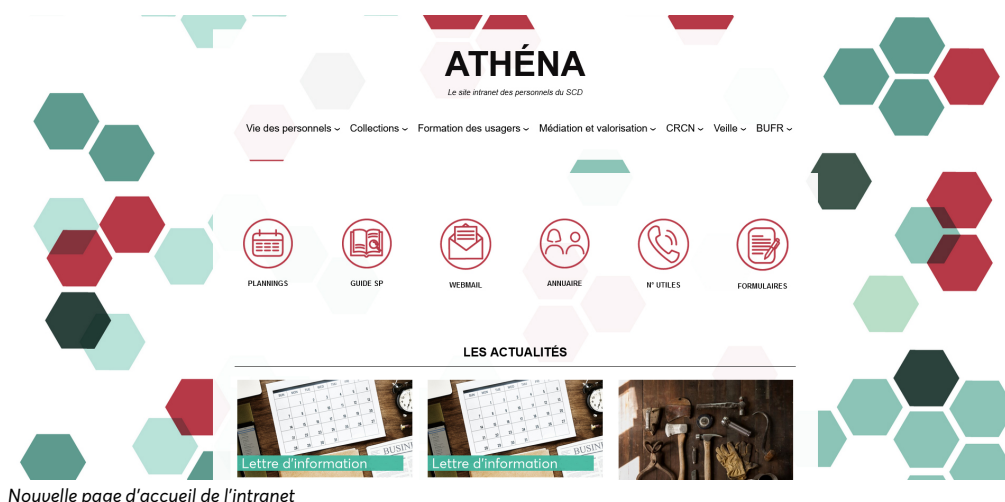 ATHÉNA
Le site intranet des personnels du SCD
Vie des personnels Collections Formation des usagers Médiation et valorisation CRCN Veille BUFR
PLANNINGS GUIDE SP WEBMAIL ANNUAIRE N° UTILES FORMULAIRES
LES ACTUALITÉS
Lettre d'information Lettre d'information
Nouvelle page d'accueil de l'intranet